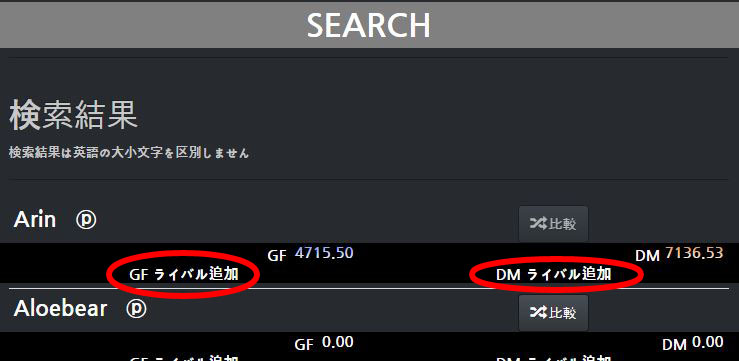 SEARCH
検索結果
検索結果は英語の大小文字を区別しません
Arin ⓟ 比較
GF 4715.50 DM 7136.53
GF ライバル追加 DM ライバル追加
Aloebear ⓟ 比較
GF 0.00 DM 0.00
GF ライバル追加 DM ライバル追加